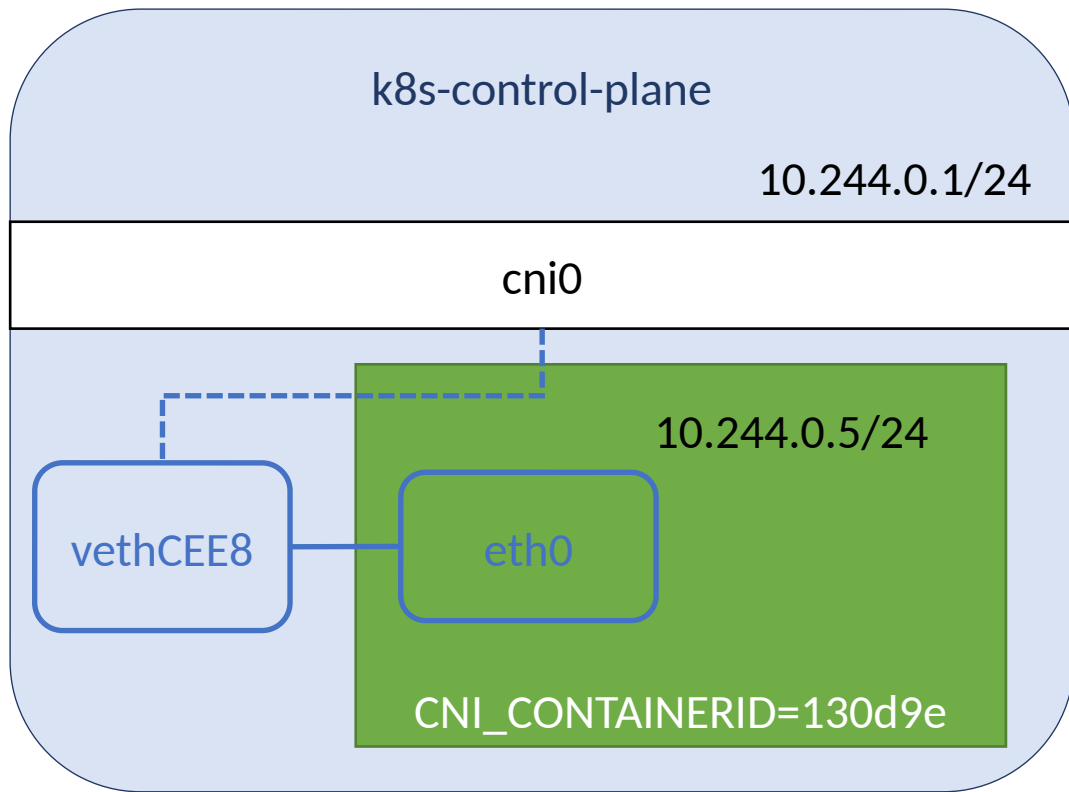 k8s-control-plane
10.244.0.1/24
cni0
10.244.0.5/24
vethCEE8
eth0
CNI_CONTAINERID=130d9e